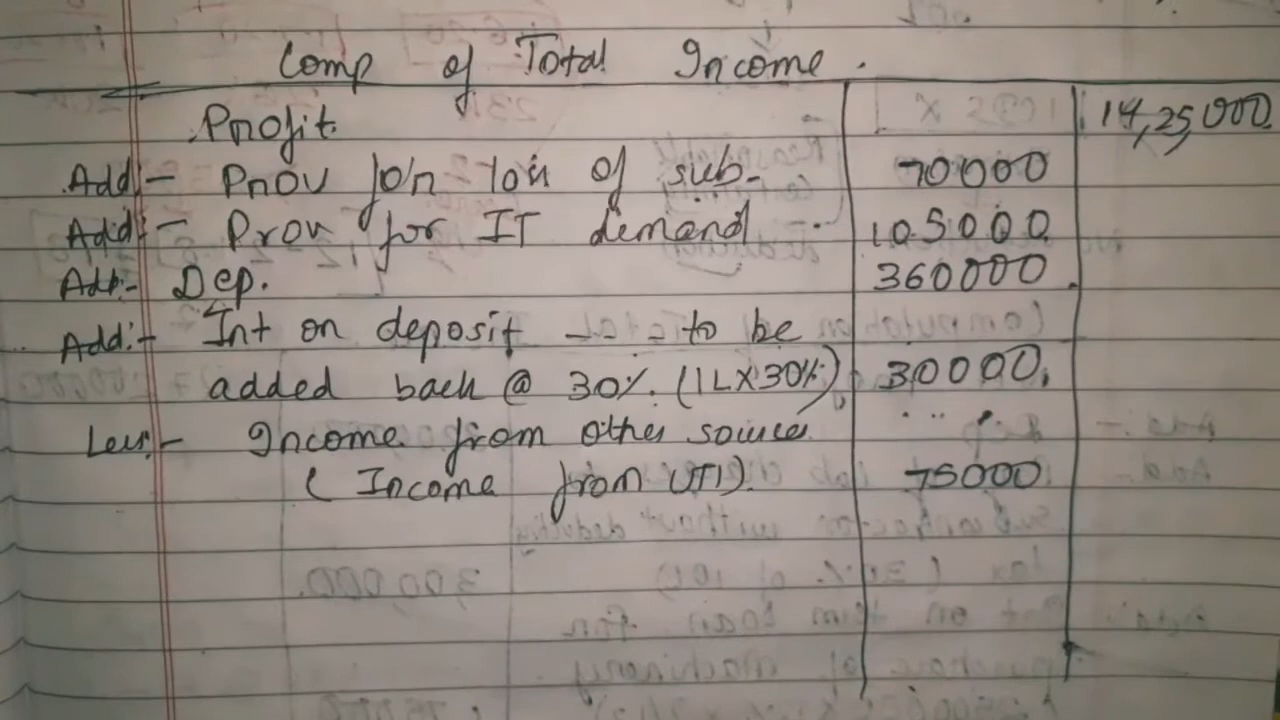 Comp of Total Income.
Profit. 14,25,000
Add:- Prov for loss of sub- 70000
Add:- Prov for IT demand 105000
Add:- Dep. 360000
Add:- Int on deposit - to be
added back @ 30%. (1L X 30%) 30000
Less:- Income from other source
(Income from UTI). 75000